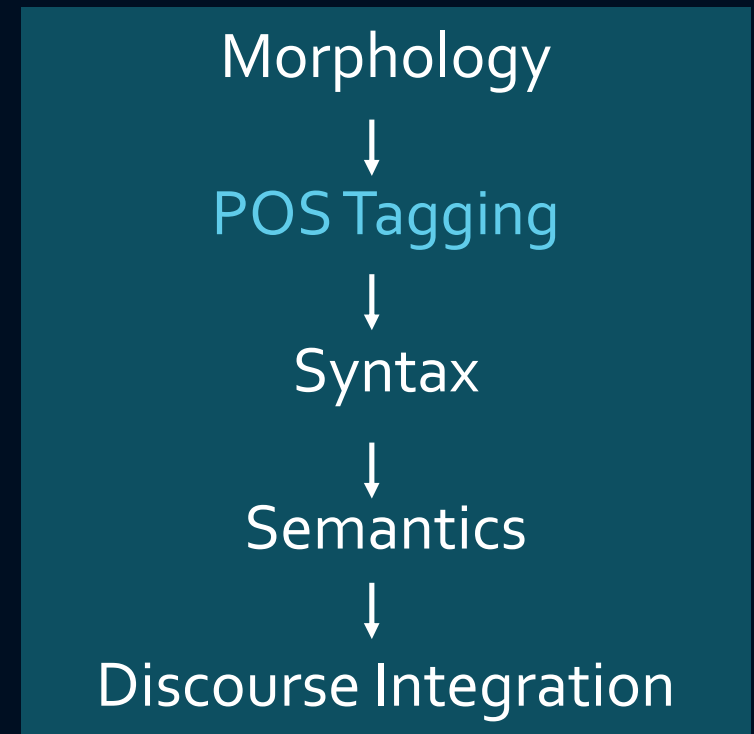 Morphology
POS Tagging
Syntax
Semantics
Discourse Integration